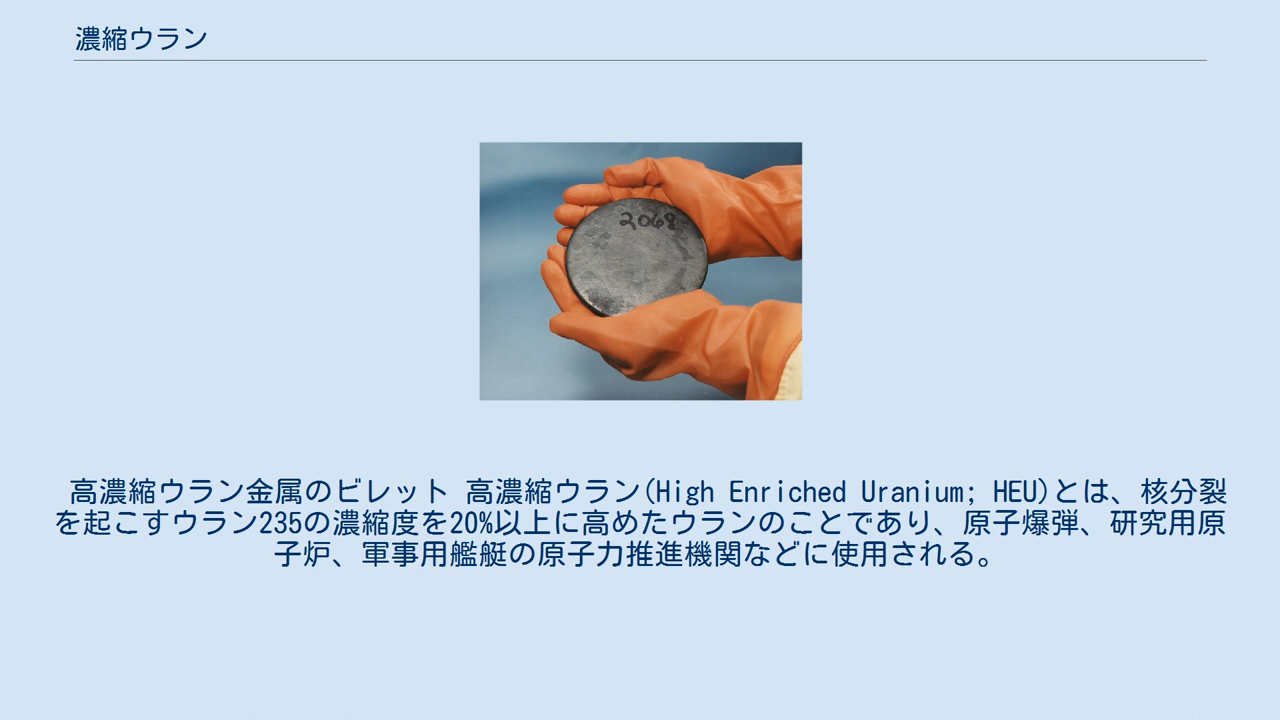 濃縮ウラン
2068
高濃縮ウラン金属のビレット 高濃縮ウラン(High Enriched Uranium; HEU)とは、核分裂
を起こすウラン235の濃縮度を20%以上に高めたウランのことであり、原子爆弾、研究用原
子炉、軍事用艦艇の原子力推進機関などに使用される。